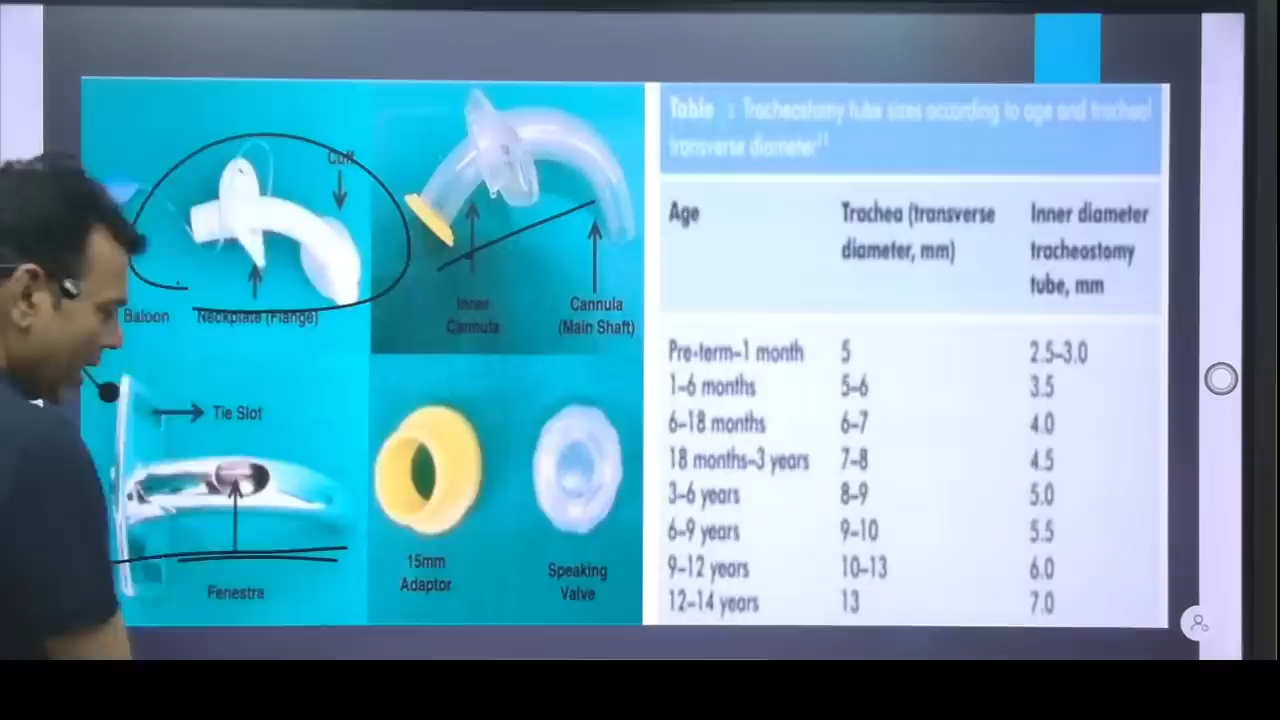 Cuff
Baloon
Neckplate (Flange)
Inner
Cannula
Cannula
(Main Shaft)
Tie Slot
Fenestra
15mm
Adaptor
Speaking
Valve
Table : Tracheostomy tube sizes according to age and tracheal
transverse diameter
Age Trachea (transverse diameter, mm) Inner diameter tracheostomy tube, mm
Pre-term–1 month 5 2.5–3.0
1–6 months 5–6 3.5
6–18 months 6–7 4.0
18 months–3 years 7–8 4.5
3–6 years 8–9 5.0
6–9 years 9–10 5.5
9–12 years 10–13 6.0
12–14 years 13 7.0